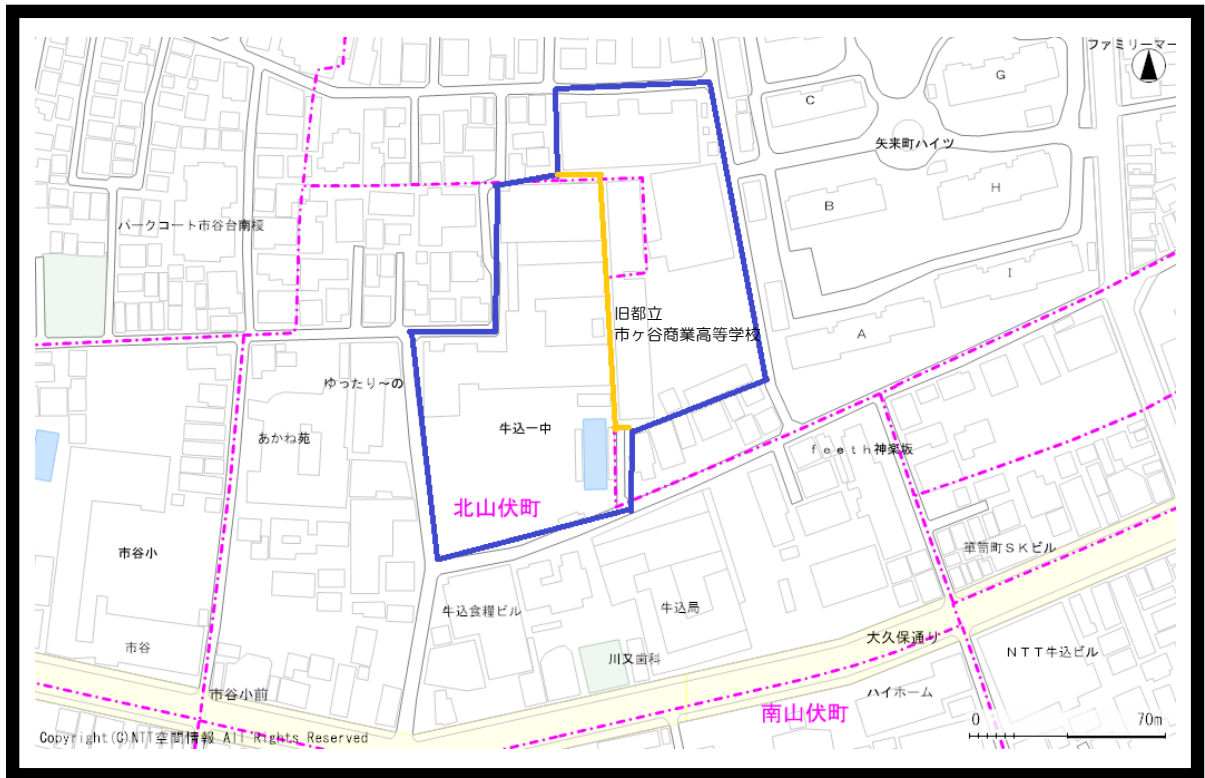 ファミリーマー
G
C
矢来町ハイツ
H
B
パークコート市谷台南榎
I
旧都立
市ヶ谷商業高等学校
A
ゆったり～の
牛込一中
あかね苑
ｆｅｅｔｈ神楽坂
北山伏町
市谷小
箪笥町ＳＫビル
牛込食糧ビル
牛込局
大久保通り
市谷
川又歯科
ＮＴＴ牛込ビル
市谷小前
ハイホーム
南山伏町
0 70m
Copyright (C) NTT空間情報 All Rights Reserved